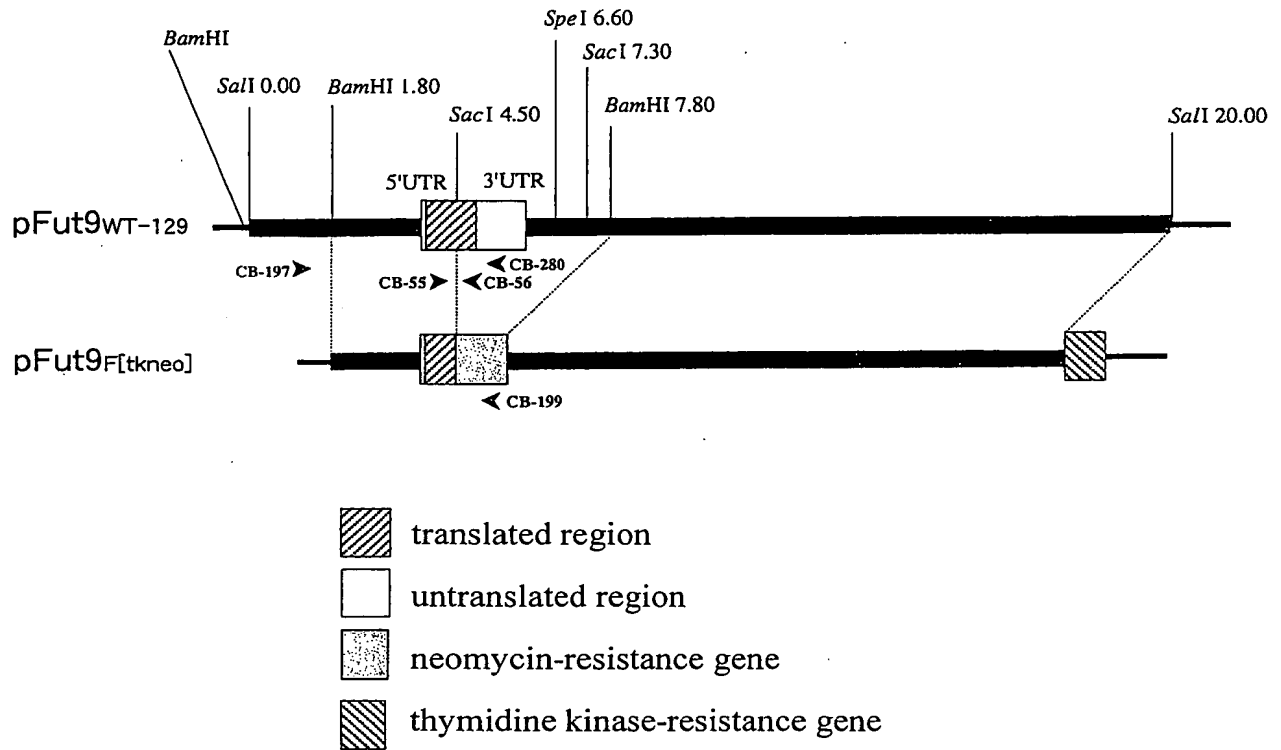 SpeI 6.60
BamHI
SacI 7.30
SalI 0.00
BamHI 1.80
BamHI 7.80
SacI 4.50
SalI 20.00
5'UTR
3'UTR
pFut9WT-129
CB-197
CB-280
CB-55
CB-56
pFut9F[tkneo]
CB-199
translated region
untranslated region
neomycin-resistance gene
thymidine kinase-resistance gene